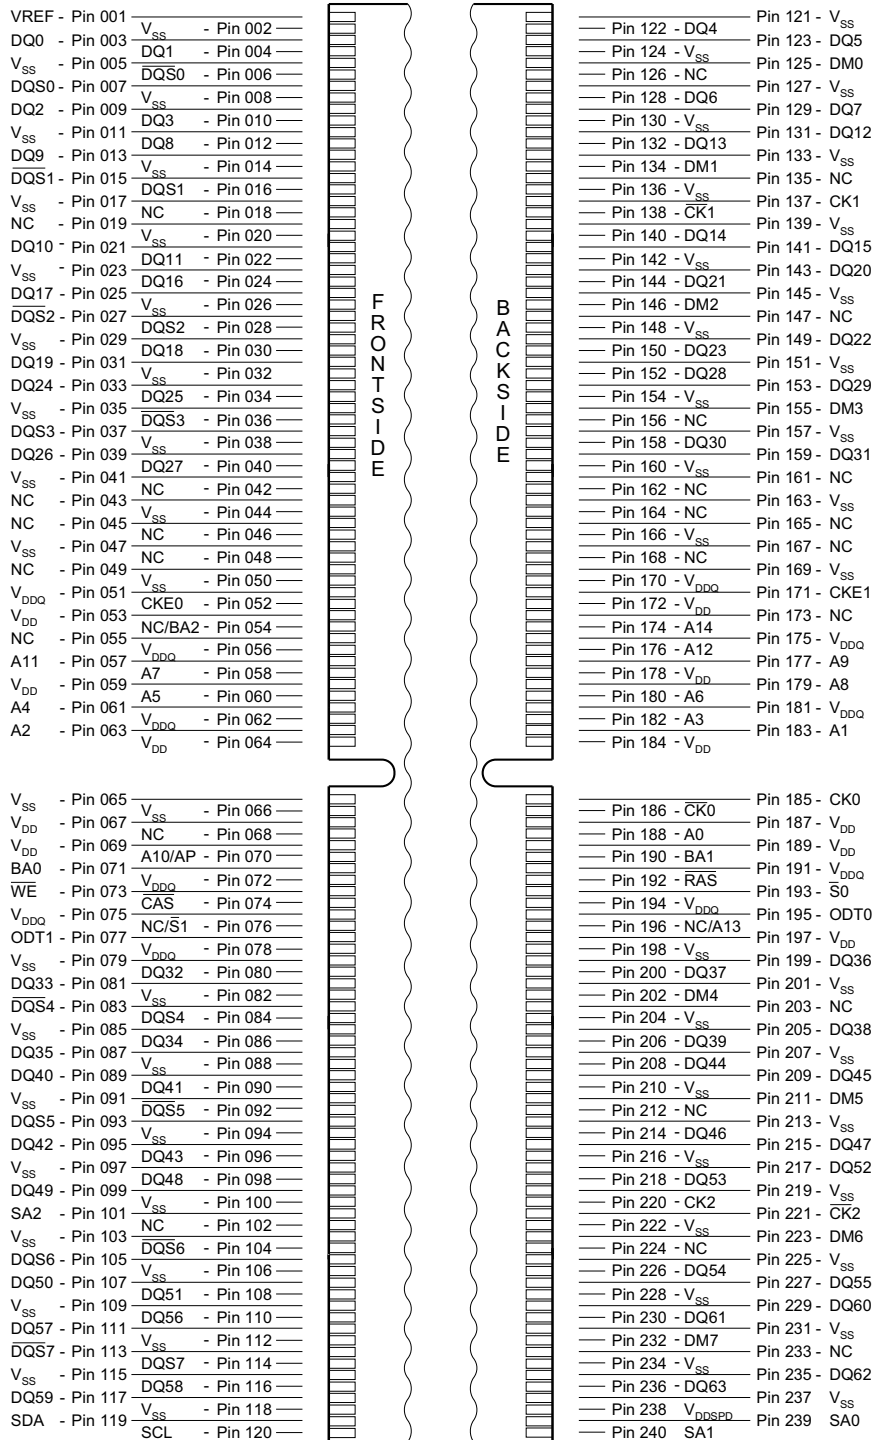 VREF - Pin 001
VSS - Pin 002
DQ0 - Pin 003
DQ1 - Pin 004
VSS - Pin 005
DQS0 - Pin 006
DQS0 - Pin 007
VSS - Pin 008
DQ2 - Pin 009
DQ3 - Pin 010
VSS - Pin 011
DQ8 - Pin 012
DQ9 - Pin 013
VSS - Pin 014
DQS1 - Pin 015
DQS1 - Pin 016
VSS - Pin 017
NC - Pin 018
NC - Pin 019
VSS - Pin 020
DQ10 - Pin 021
DQ11 - Pin 022
VSS - Pin 023
DQ16 - Pin 024
DQ17 - Pin 025
VSS - Pin 026
DQS2 - Pin 027
DQS2 - Pin 028
VSS - Pin 029
DQ18 - Pin 030
DQ19 - Pin 031
VSS - Pin 032
DQ24 - Pin 033
DQ25 - Pin 034
VSS - Pin 035
DQS3 - Pin 036
DQS3 - Pin 037
VSS - Pin 038
DQ26 - Pin 039
DQ27 - Pin 040
VSS - Pin 041
NC - Pin 042
NC - Pin 043
VSS - Pin 044
NC - Pin 045
NC - Pin 046
VSS - Pin 047
NC - Pin 048
NC - Pin 049
VSS - Pin 050
VDDQ - Pin 051
CKE0 - Pin 052
VDD - Pin 053
NC/BA2 - Pin 054
NC - Pin 055
VDDQ - Pin 056
A11 - Pin 057
A7 - Pin 058
VDD - Pin 059
A5 - Pin 060
A4 - Pin 061
VDDQ - Pin 062
A2 - Pin 063
VDD - Pin 064
VSS - Pin 065
VSS - Pin 066
VDD - Pin 067
NC - Pin 068
VDD - Pin 069
A10/AP - Pin 070
BA0 - Pin 071
VDDQ - Pin 072
WE - Pin 073
CAS - Pin 074
VDDQ - Pin 075
NC/S1 - Pin 076
ODT1 - Pin 077
VDDQ - Pin 078
VSS - Pin 079
DQ32 - Pin 080
DQ33 - Pin 081
VSS - Pin 082
DQS4 - Pin 083
DQS4 - Pin 084
VSS - Pin 085
DQ34 - Pin 086
DQ35 - Pin 087
VSS - Pin 088
DQ40 - Pin 089
DQ41 - Pin 090
VSS - Pin 091
DQS5 - Pin 092
DQS5 - Pin 093
VSS - Pin 094
DQ42 - Pin 095
DQ43 - Pin 096
VSS - Pin 097
DQ48 - Pin 098
DQ49 - Pin 099
VSS - Pin 100
SA2 - Pin 101
NC - Pin 102
VSS - Pin 103
DQS6 - Pin 104
DQS6 - Pin 105
VSS - Pin 106
DQ50 - Pin 107
DQ51 - Pin 108
VSS - Pin 109
DQ56 - Pin 110
DQ57 - Pin 111
VSS - Pin 112
DQS7 - Pin 113
DQS7 - Pin 114
VSS - Pin 115
DQ58 - Pin 116
DQ59 - Pin 117
VSS - Pin 118
SDA - Pin 119
SCL - Pin 120
FRONTSIDE
BACKSIDE
Pin 121 - VSS
Pin 122 - DQ4
Pin 123 - DQ5
Pin 124 - VSS
Pin 125 - DM0
Pin 126 - NC
Pin 127 - VSS
Pin 128 - DQ6
Pin 129 - DQ7
Pin 130 - VSS
Pin 131 - DQ12
Pin 132 - DQ13
Pin 133 - VSS
Pin 134 - DM1
Pin 135 - NC
Pin 136 - VSS
Pin 137 - CK1
Pin 138 - CK1
Pin 139 - VSS
Pin 140 - DQ14
Pin 141 - DQ15
Pin 142 - VSS
Pin 143 - DQ20
Pin 144 - DQ21
Pin 145 - VSS
Pin 146 - DM2
Pin 147 - NC
Pin 148 - VSS
Pin 149 - DQ22
Pin 150 - DQ23
Pin 151 - VSS
Pin 152 - DQ28
Pin 153 - DQ29
Pin 154 - VSS
Pin 155 - DM3
Pin 156 - NC
Pin 157 - VSS
Pin 158 - DQ30
Pin 159 - DQ31
Pin 160 - VSS
Pin 161 - NC
Pin 162 - NC
Pin 163 - VSS
Pin 164 - NC
Pin 165 - NC
Pin 166 - VSS
Pin 167 - NC
Pin 168 - NC
Pin 169 - VSS
Pin 170 - VDDQ
Pin 171 - CKE1
Pin 172 - VDD
Pin 173 - NC
Pin 174 - A14
Pin 175 - VDDQ
Pin 176 - A12
Pin 177 - A9
Pin 178 - VDD
Pin 179 - A8
Pin 180 - A6
Pin 181 - VDDQ
Pin 182 - A3
Pin 183 - A1
Pin 184 - VDD
Pin 185 - CK0
Pin 186 - CK0
Pin 187 - VDD
Pin 188 - A0
Pin 189 - VDD
Pin 190 - BA1
Pin 191 - VDDQ
Pin 192 - RAS
Pin 193 - S0
Pin 194 - VDDQ
Pin 195 - ODT0
Pin 196 - NC/A13
Pin 197 - VDD
Pin 198 - VSS
Pin 199 - DQ36
Pin 200 - DQ37
Pin 201 - VSS
Pin 202 - DM4
Pin 203 - NC
Pin 204 - VSS
Pin 205 - DQ38
Pin 206 - DQ39
Pin 207 - VSS
Pin 208 - DQ44
Pin 209 - DQ45
Pin 210 - VSS
Pin 211 - DM5
Pin 212 - NC
Pin 213 - VSS
Pin 214 - DQ46
Pin 215 - DQ47
Pin 216 - VSS
Pin 217 - DQ52
Pin 218 - DQ53
Pin 219 - VSS
Pin 220 - CK2
Pin 221 - CK2
Pin 222 - VSS
Pin 223 - DM6
Pin 224 - NC
Pin 225 - VSS
Pin 226 - DQ54
Pin 227 - DQ55
Pin 228 - VSS
Pin 229 - DQ60
Pin 230 - DQ61
Pin 231 - VSS
Pin 232 - DM7
Pin 233 - NC
Pin 234 - VSS
Pin 235 - DQ62
Pin 236 - DQ63
Pin 237 VSS
Pin 238 VDDSPD
Pin 239 SA0
Pin 240 SA1